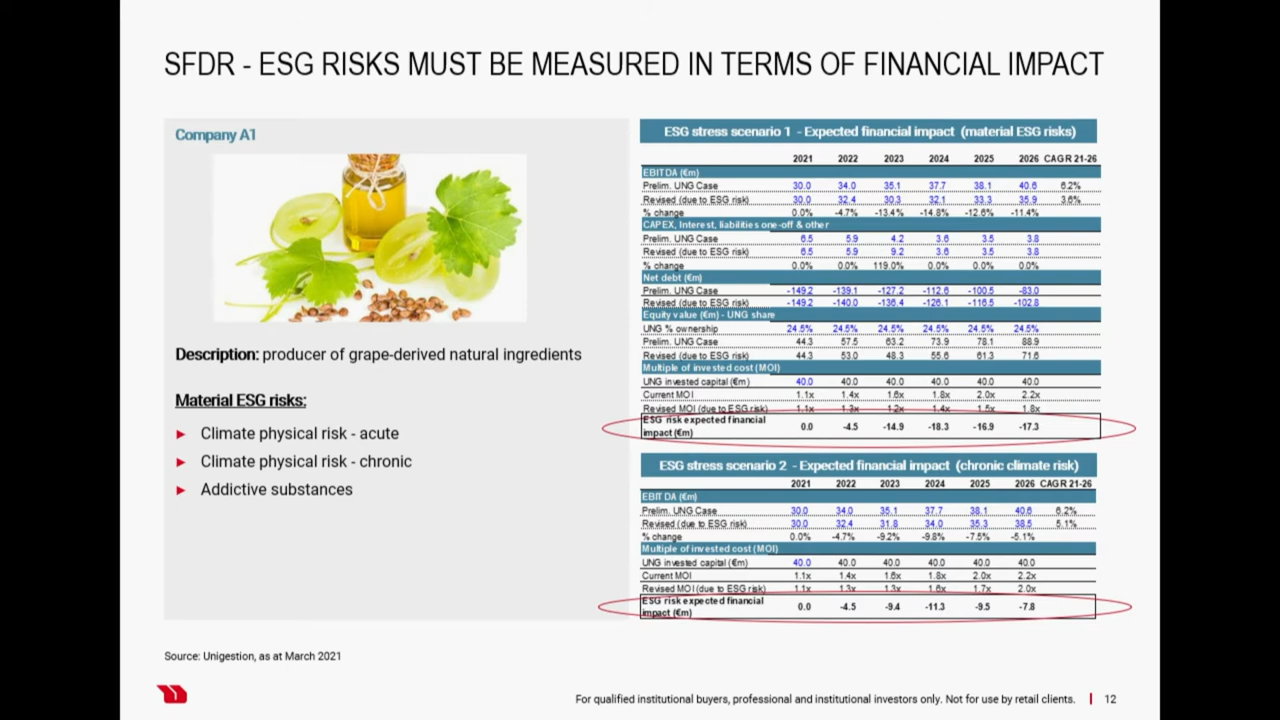 SFDR - ESG RISKS MUST BE MEASURED IN TERMS OF FINANCIAL IMPACT
Company A1
Description: producer of grape-derived natural ingredients
Material ESG risks:
► Climate physical risk - acute
► Climate physical risk - chronic
► Addictive substances
ESG stress scenario 1 - Expected financial impact (material ESG risks)
2021 2022 2023 2024 2025 2026 CAGR 21-26
EBITDA (€m)
Prelim. UNG Case 30.0 34.0 35.1 37.7 38.1 40.6 6.2%
Revised (due to ESG risk) 30.0 32.4 30.3 32.1 33.3 35.9 3.6%
% change 0.0% -4.7% -13.4% -14.8% -12.6% -11.4%
CAPEX, Interest, liabilities one-off & other
Prelim. UNG Case 6.5 5.9 4.2 3.6 3.5 3.8
Revised (due to ESG risk) 6.5 5.9 9.2 3.6 3.5 3.8
% change 0.0% 0.0% 119.0% 0.0% 0.0% 0.0%
Net debt (€m)
Prelim. UNG Case -149.2 -139.1 -127.2 -112.6 -100.5 -83.0
Revised (due to ESG risk) -149.2 -140.0 -136.4 -126.1 -116.5 -102.8
Equity value (€m) - UNG share
UNG % ownership 24.5% 24.5% 24.5% 24.5% 24.5% 24.5%
Prelim. UNG Case 44.3 57.5 63.2 73.9 78.1 88.9
Revised (due to ESG risk) 44.3 53.0 48.3 55.6 61.3 71.6
Multiple of invested cost (MOI)
UNG invested capital (€m) 40.0 40.0 40.0 40.0 40.0 40.0
Current MOI 1.1x 1.4x 1.6x 1.8x 2.0x 2.2x
Revised MOI (due to ESG risk) 1.1x 1.3x 1.2x 1.4x 1.5x 1.8x
ESG risk expected financial
impact (€m) 0.0 -4.5 -14.9 -18.3 -16.9 -17.3
ESG stress scenario 2 - Expected financial impact (chronic climate risk)
2021 2022 2023 2024 2025 2026 CAGR 21-26
EBITDA (€m)
Prelim. UNG Case 30.0 34.0 35.1 37.7 38.1 40.6 6.2%
Revised (due to ESG risk) 30.0 32.4 31.8 34.0 35.3 38.5 5.1%
% change 0.0% -4.7% -9.2% -9.8% -7.5% -5.1%
Multiple of invested cost (MOI)
UNG invested capital (€m) 40.0 40.0 40.0 40.0 40.0 40.0
Current MOI 1.1x 1.4x 1.6x 1.8x 2.0x 2.2x
Revised MOI (due to ESG risk) 1.1x 1.3x 1.3x 1.6x 1.7x 2.0x
ESG risk expected financial
impact (€m) 0.0 -4.5 -9.4 -11.3 -9.5 -7.8
Source: Unigestion, as at March 2021
For qualified institutional buyers, professional and institutional investors only. Not for use by retail clients. | 12